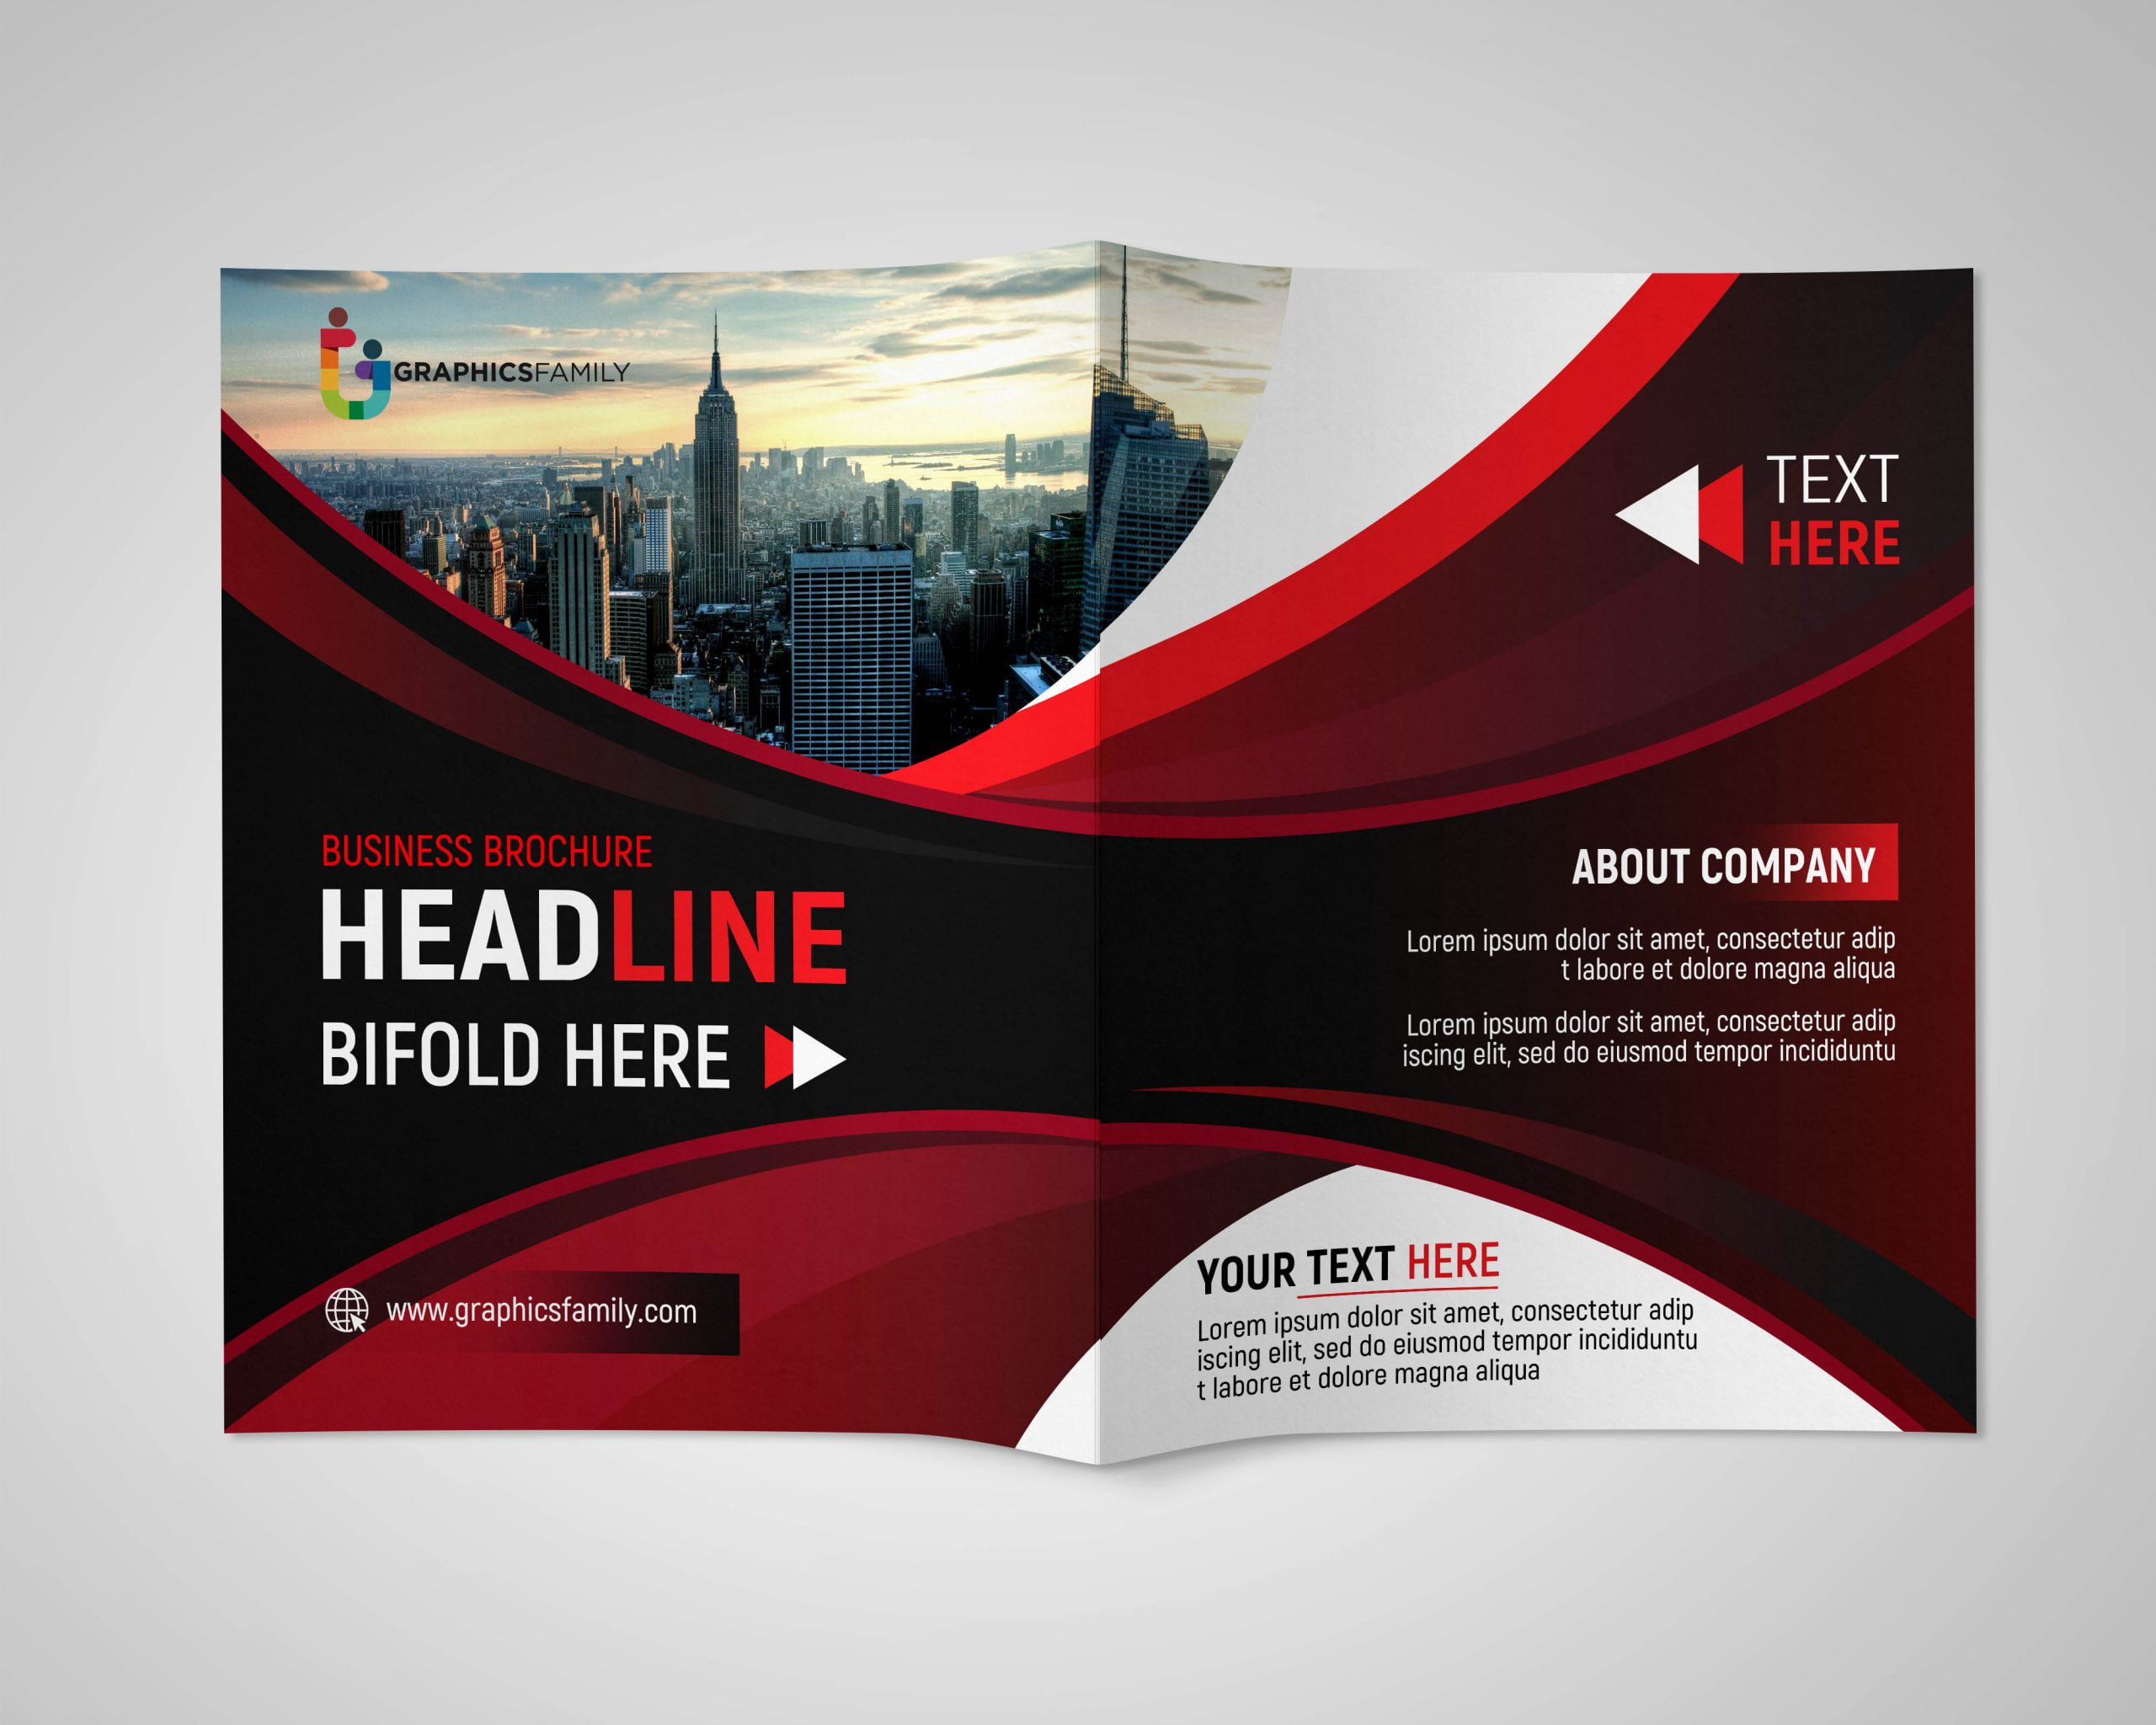 GRAPHICSFAMILY
BUSINESS BROCHURE
HEADLINE
BIFOLD HERE
www.graphicsfamily.com
TEXT
HERE
ABOUT COMPANY
Lorem ipsum dolor sit amet, consectetur adip
t labore et dolore magna aliqua
Lorem ipsum dolor sit amet, consectetur adip
iscing elit, sed do eiusmod tempor incididuntu
YOUR TEXT HERE
Lorem ipsum dolor sit amet, consectetur adip
iscing elit, sed do eiusmod tempor incididuntu
t labore et dolore magna aliqua